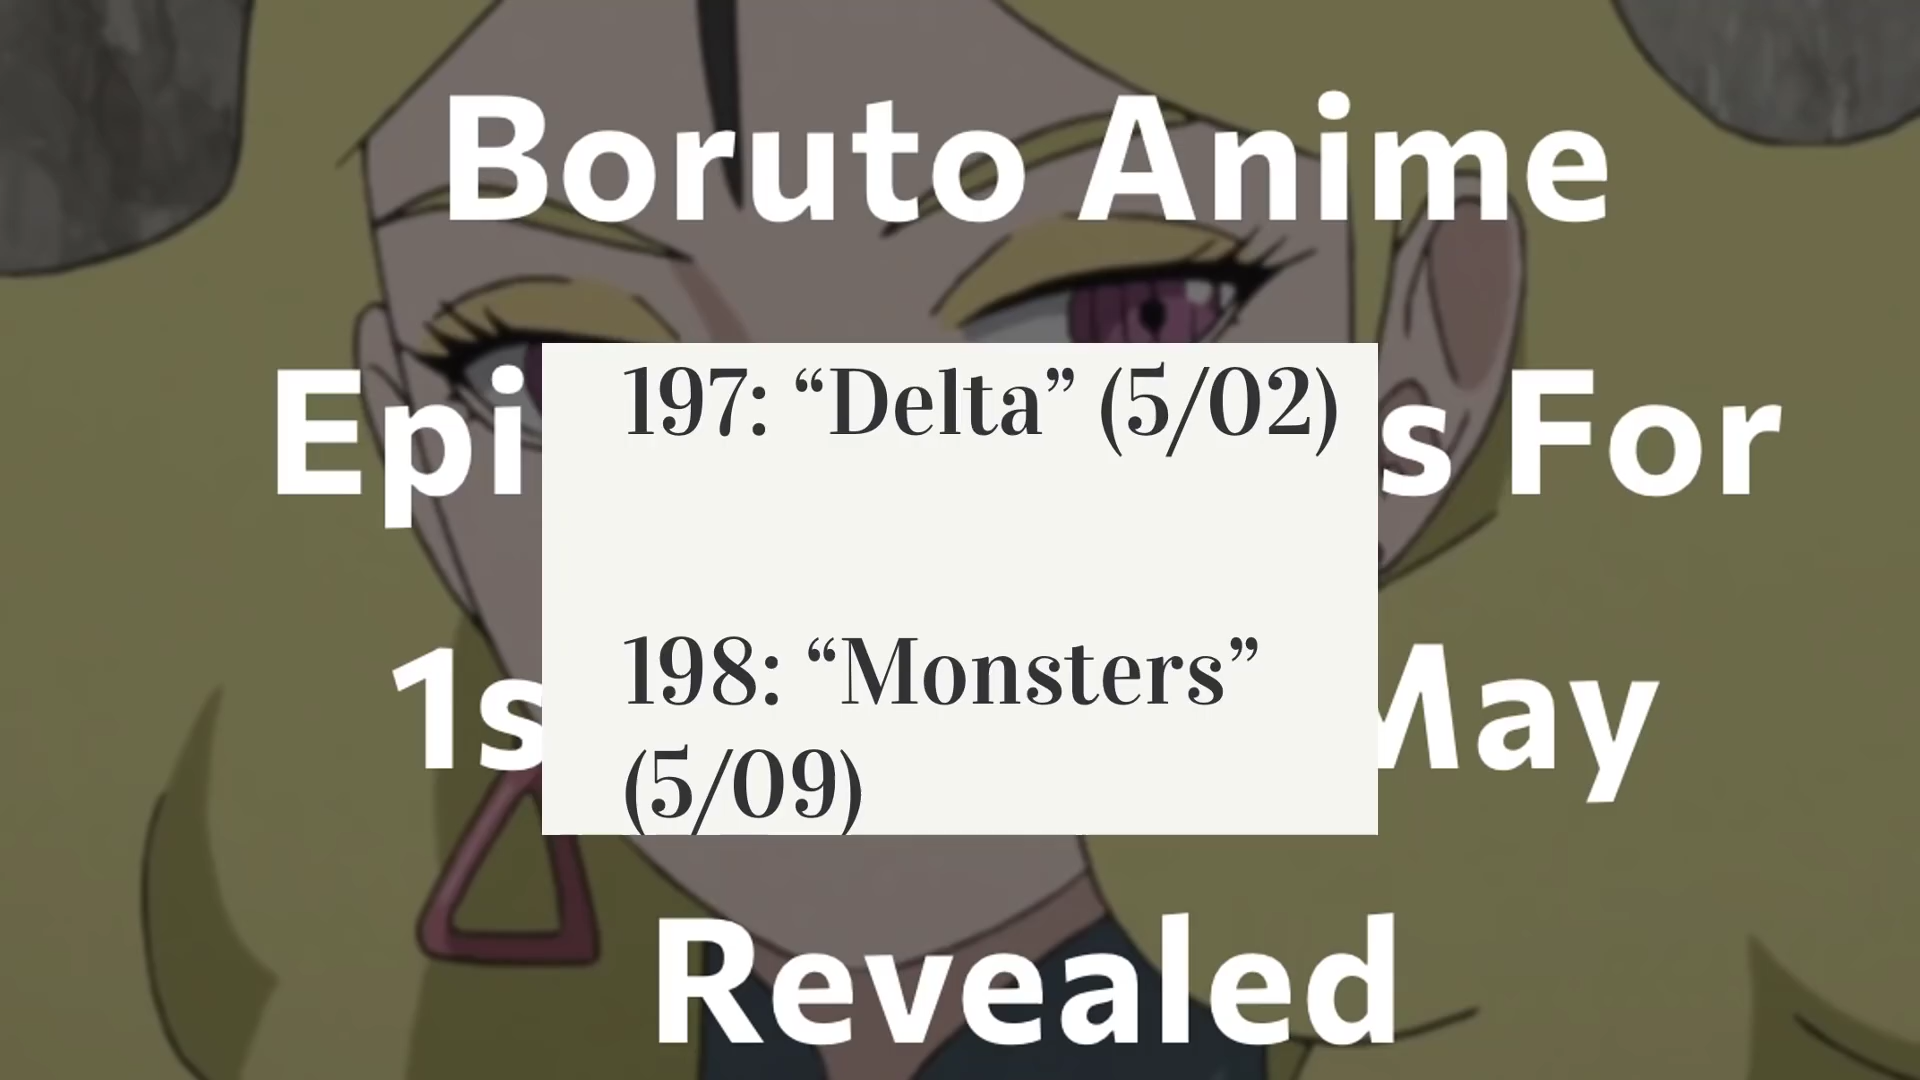 Boruto Anime
Epi s For
1s May
Revealed
197: “Delta” (5/02)
198: “Monsters”
(5/09)